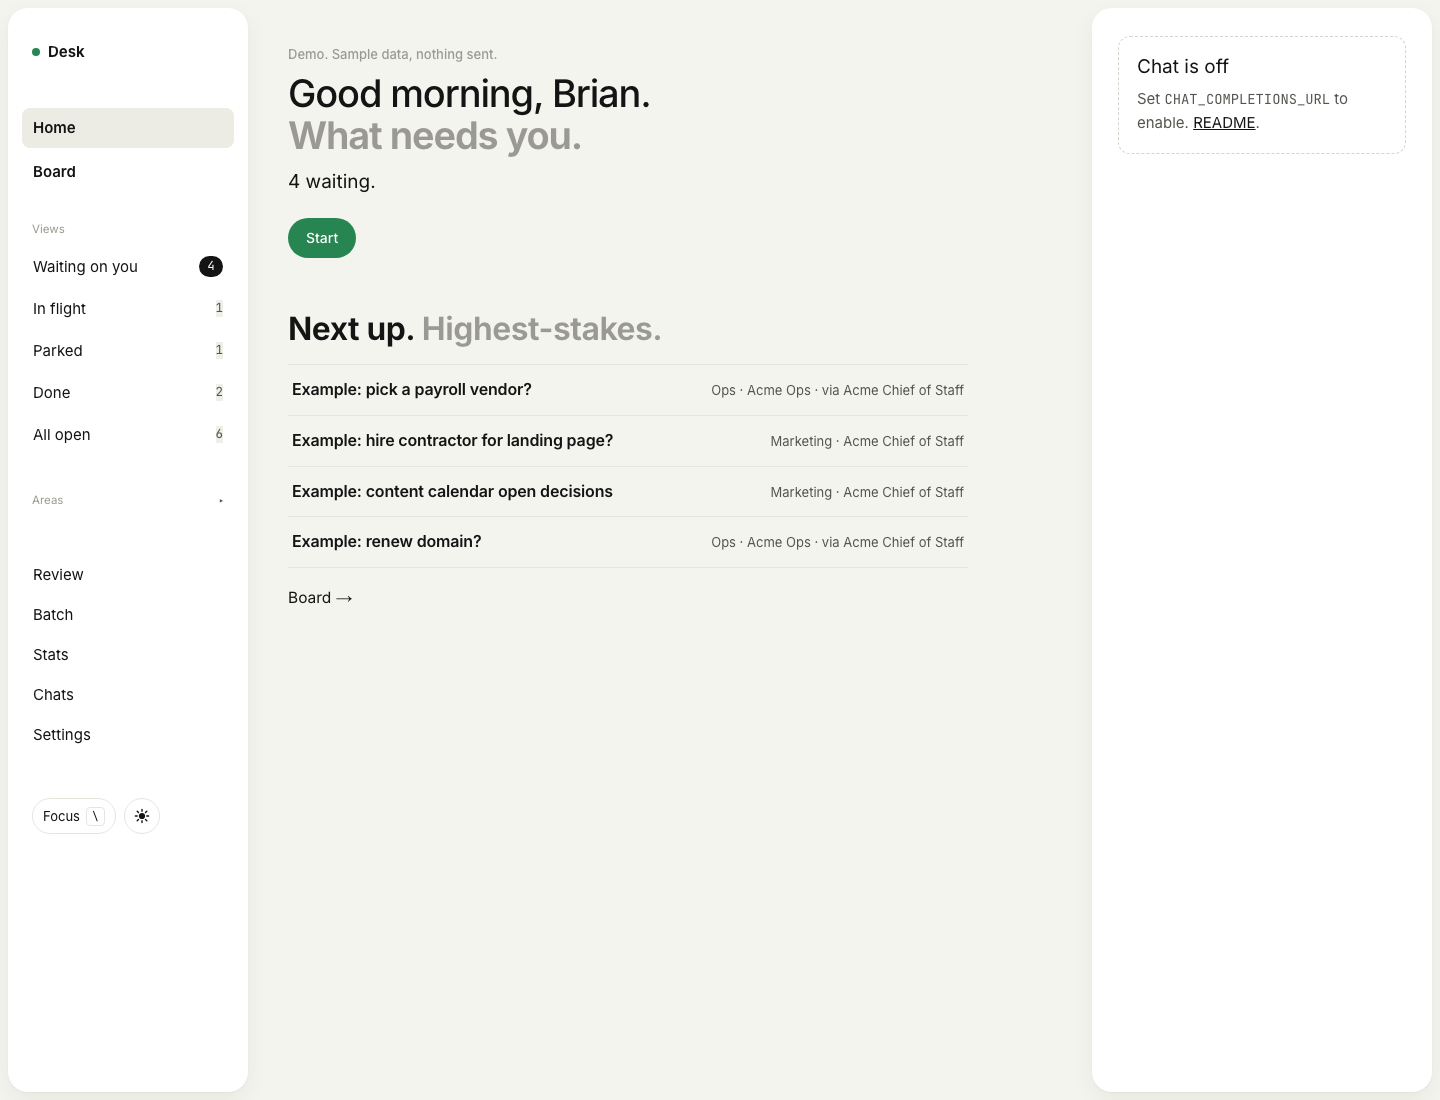 Desk
Home
Board
Views
Waiting on you 4
In flight 1
Parked 1
Done 2
All open 6
Areas
Review
Batch
Stats
Chats
Settings
Focus \
Demo. Sample data, nothing sent.
Good morning, Brian.
What needs you.
4 waiting.
Start
Next up. Highest-stakes.
Example: pick a payroll vendor? Ops · Acme Ops · via Acme Chief of Staff
Example: hire contractor for landing page? Marketing · Acme Chief of Staff
Example: content calendar open decisions Marketing · Acme Chief of Staff
Example: renew domain? Ops · Acme Ops · via Acme Chief of Staff
Board →
Chat is off
Set CHAT_COMPLETIONS_URL to
enable. README.